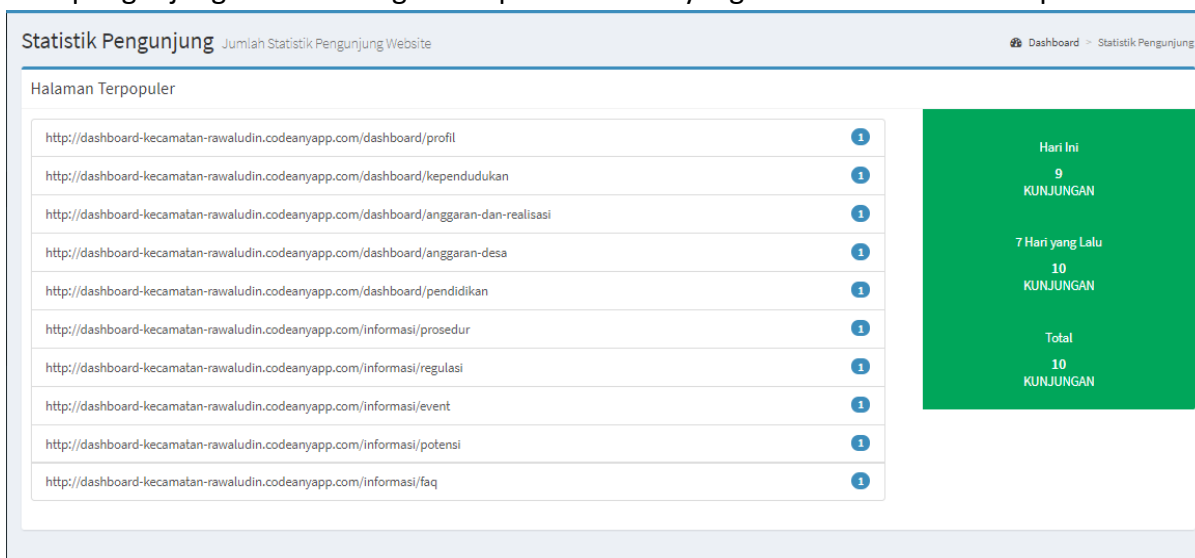 Statistik Pengunjung Jumlah Statistik Pengunjung Website
Dashboard > Statistik Pengunjung
Halaman Terpopuler
http://dashboard-kecamatan-rawaludin.codeanyapp.com/dashboard/profil 1
http://dashboard-kecamatan-rawaludin.codeanyapp.com/dashboard/kependudukan 1
http://dashboard-kecamatan-rawaludin.codeanyapp.com/dashboard/anggaran-dan-realisasi 1
http://dashboard-kecamatan-rawaludin.codeanyapp.com/dashboard/anggaran-desa 1
http://dashboard-kecamatan-rawaludin.codeanyapp.com/dashboard/pendidikan 1
http://dashboard-kecamatan-rawaludin.codeanyapp.com/informasi/prosedur 1
http://dashboard-kecamatan-rawaludin.codeanyapp.com/informasi/regulasi 1
http://dashboard-kecamatan-rawaludin.codeanyapp.com/informasi/event 1
http://dashboard-kecamatan-rawaludin.codeanyapp.com/informasi/potensi 1
http://dashboard-kecamatan-rawaludin.codeanyapp.com/informasi/faq 1
Hari Ini
9
KUNJUNGAN
7 Hari yang Lalu
10
KUNJUNGAN
Total
10
KUNJUNGAN